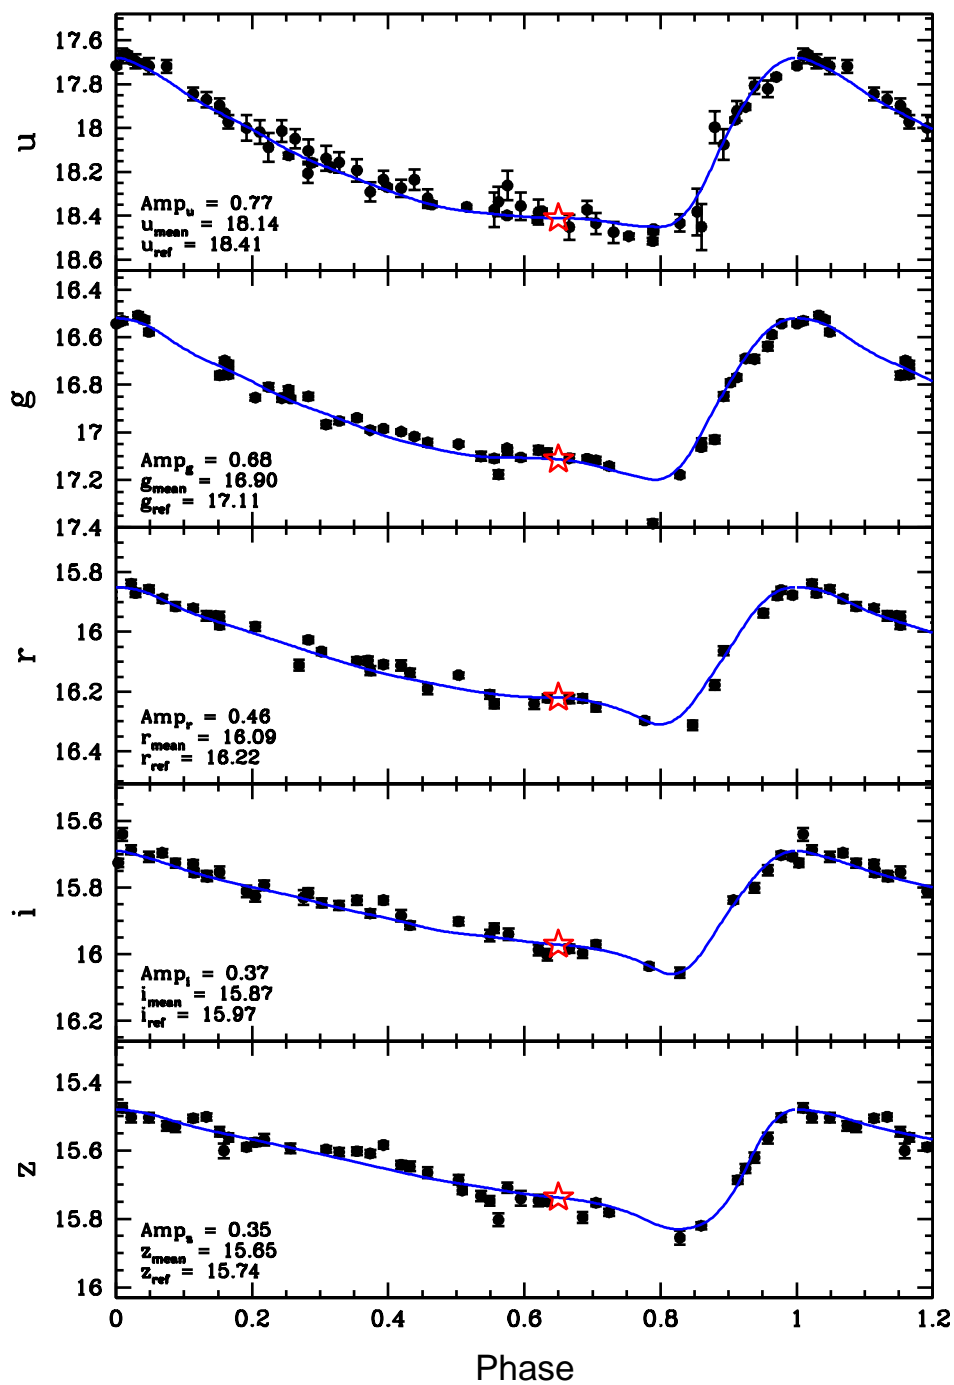 17.6
17.8
18
18.2
18.4
18.6
u
Amp_u = 0.77
u_mean = 18.14
u_ref = 18.41
16.4
16.6
16.8
17
17.2
17.4
g
Amp_g = 0.68
g_mean = 16.90
g_ref = 17.11
15.8
16
16.2
16.4
r
Amp_r = 0.46
r_mean = 16.09
r_ref = 16.22
15.6
15.8
16
16.2
i
Amp_i = 0.37
i_mean = 15.87
i_ref = 15.97
15.4
15.6
15.8
16
z
Amp_z = 0.35
z_mean = 15.65
z_ref = 15.74
0 0.2 0.4 0.6 0.8 1 1.2
Phase